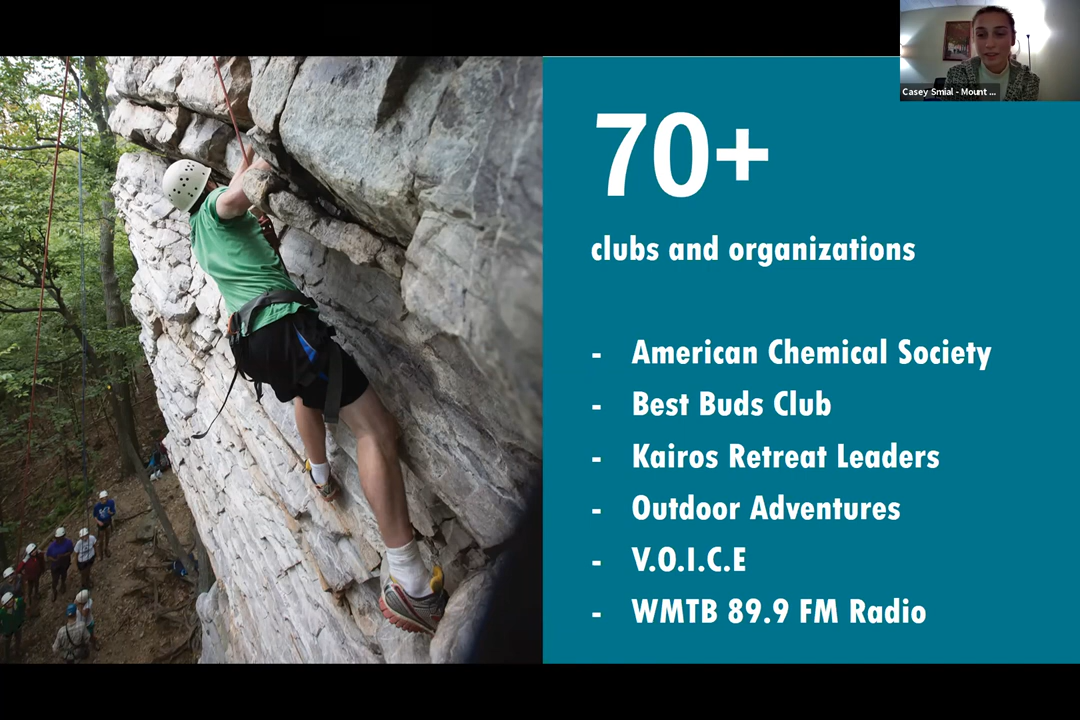 Casey Smial - Mount ...
70+
clubs and organizations
- American Chemical Society
- Best Buds Club
- Kairos Retreat Leaders
- Outdoor Adventures
- V.O.I.C.E
- WMTB 89.9 FM Radio